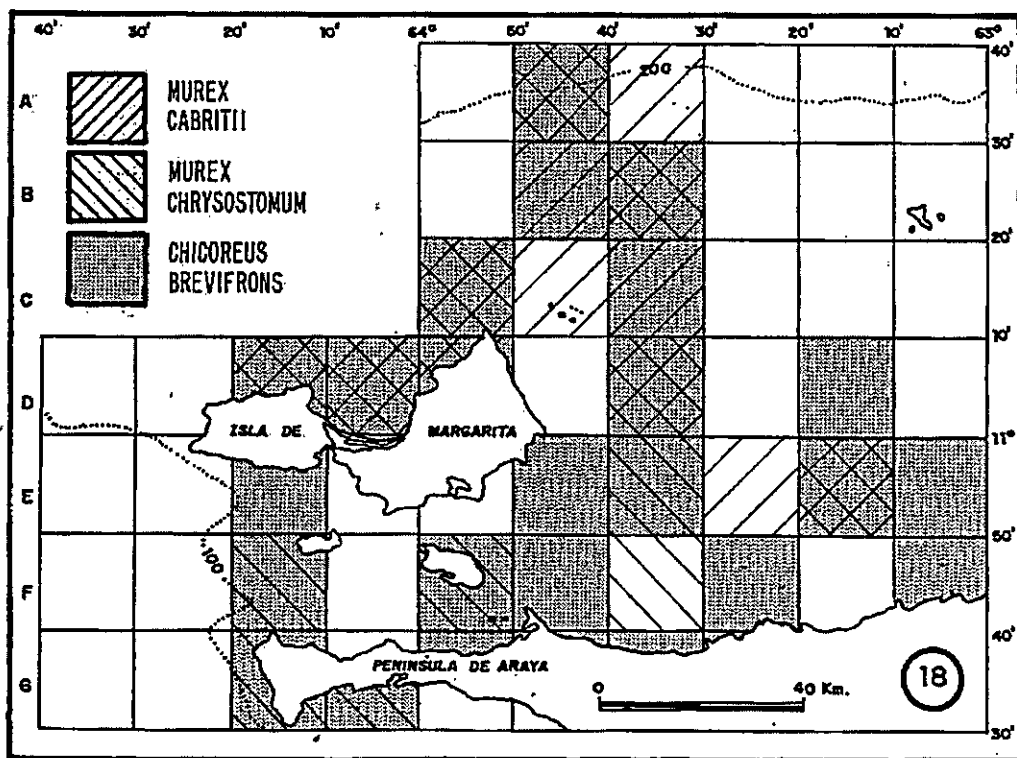 40' 30' 20' 10' 64° 50' 40' 30' 20' 10' 63°
40'
200
A
MUREX
CABRITII
30'
B
MUREX
CHRYSOSTOMUM
20'
C
CHICOREUS
BREVIFRONS
10'
D
ISLA DE MARGARITA
11°
E
50'
100
F
40'
PENINSULA DE ARAYA
G
0 40 Km.
18
30'